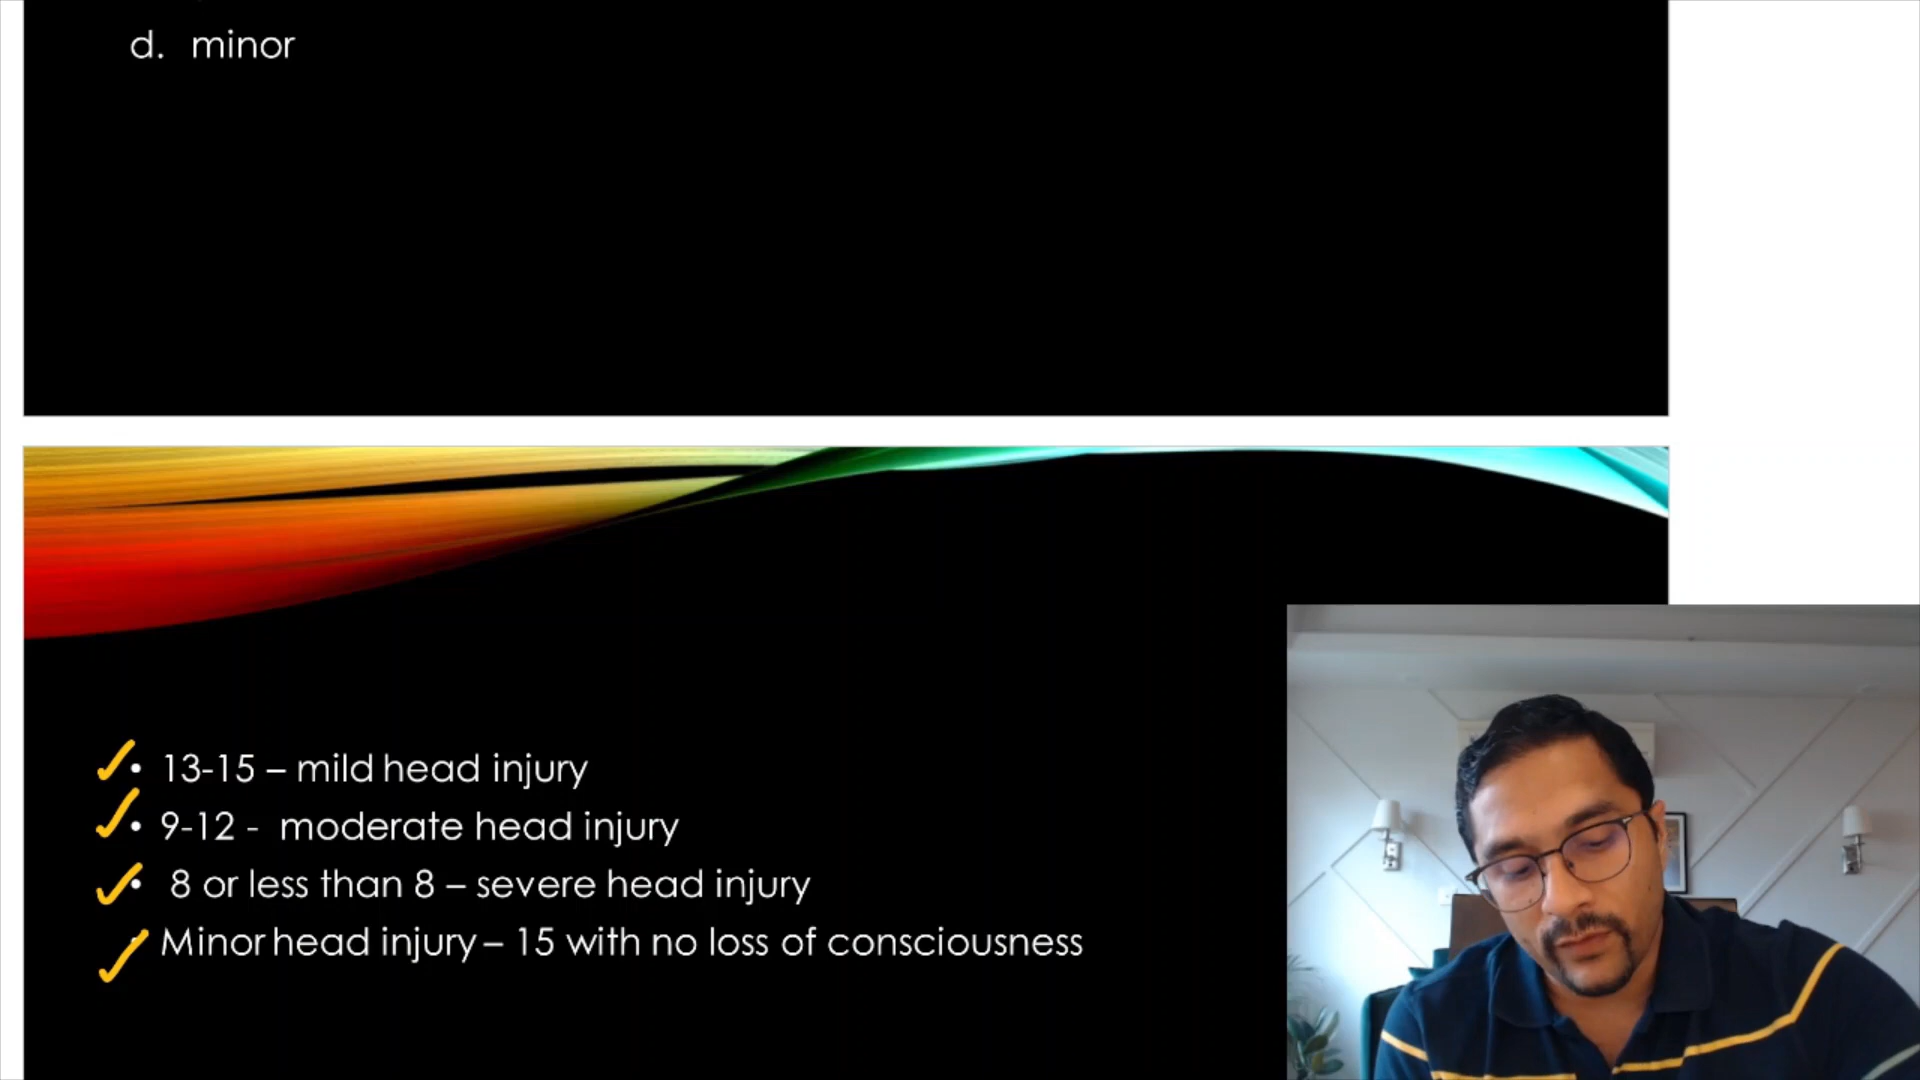 d. minor
• 13-15 – mild head injury
• 9-12 - moderate head injury
• 8 or less than 8 – severe head injury
• Minor head injury – 15 with no loss of consciousness